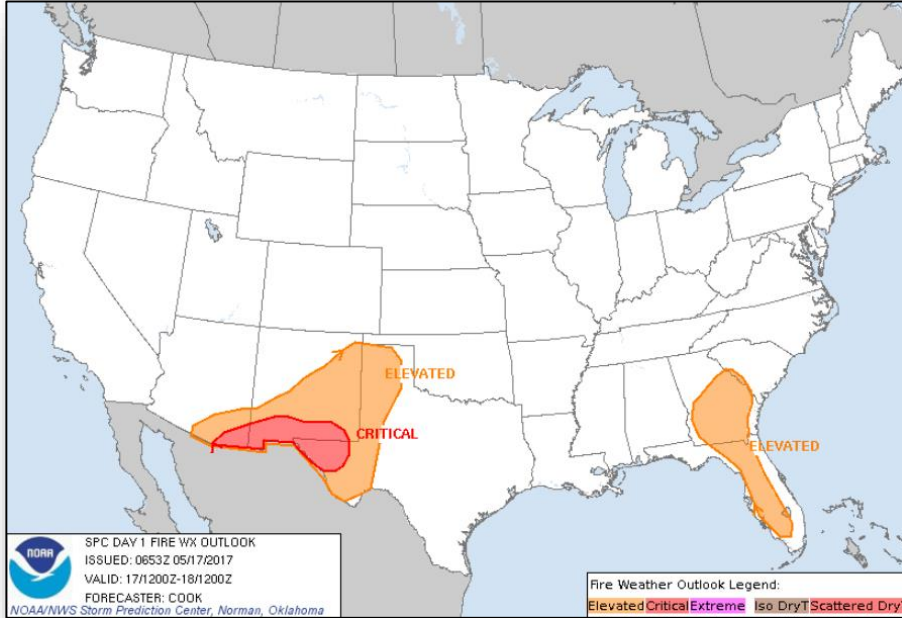 ELEVATED
CRITICAL
ELEVATED
NOAA
SPC DAY 1 FIRE WX OUTLOOK
ISSUED: 0653Z 05/17/2017
VALID: 17/1200Z-18/1200Z
FORECASTER: COOK
NOAA/NWS Storm Prediction Center, Norman, Oklahoma
Fire Weather Outlook Legend:
Elevated Critical Extreme Iso DryT Scattered Dry